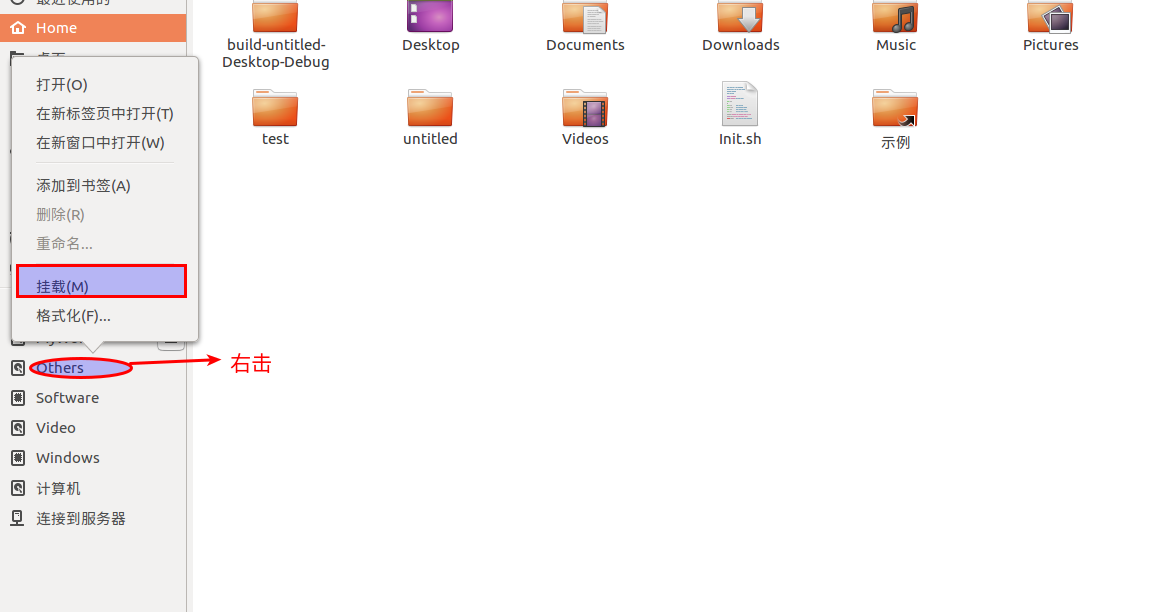 最近使用的
Home
桌面
打开(O)
在新标签页中打开(T)
在新窗口中打开(W)
添加到书签(A)
删除(R)
重命名...
挂载(M)
格式化(F)...
Others
右击
Software
Video
Windows
计算机
连接到服务器
build-untitled-
Desktop-Debug
Desktop
Documents
Downloads
Music
Pictures
test
untitled
Videos
Init.sh
示例